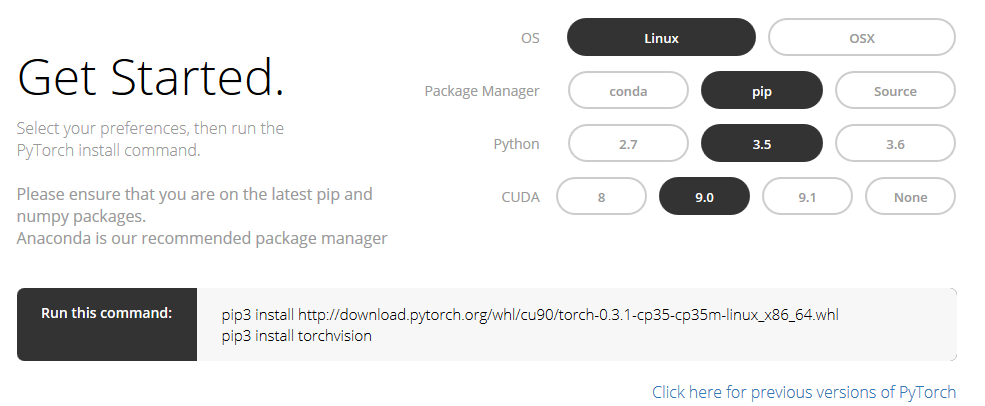 Get Started.
Select your preferences, then run the
PyTorch install command.
Please ensure that you are on the latest pip and
numpy packages.
Anaconda is our recommended package manager
OS Linux OSX
Package Manager conda pip Source
Python 2.7 3.5 3.6
CUDA 8 9.0 9.1 None
Run this command:
pip3 install http://download.pytorch.org/whl/cu90/torch-0.3.1-cp35-cp35m-linux_x86_64.whl
pip3 install torchvision
Click here for previous versions of PyTorch